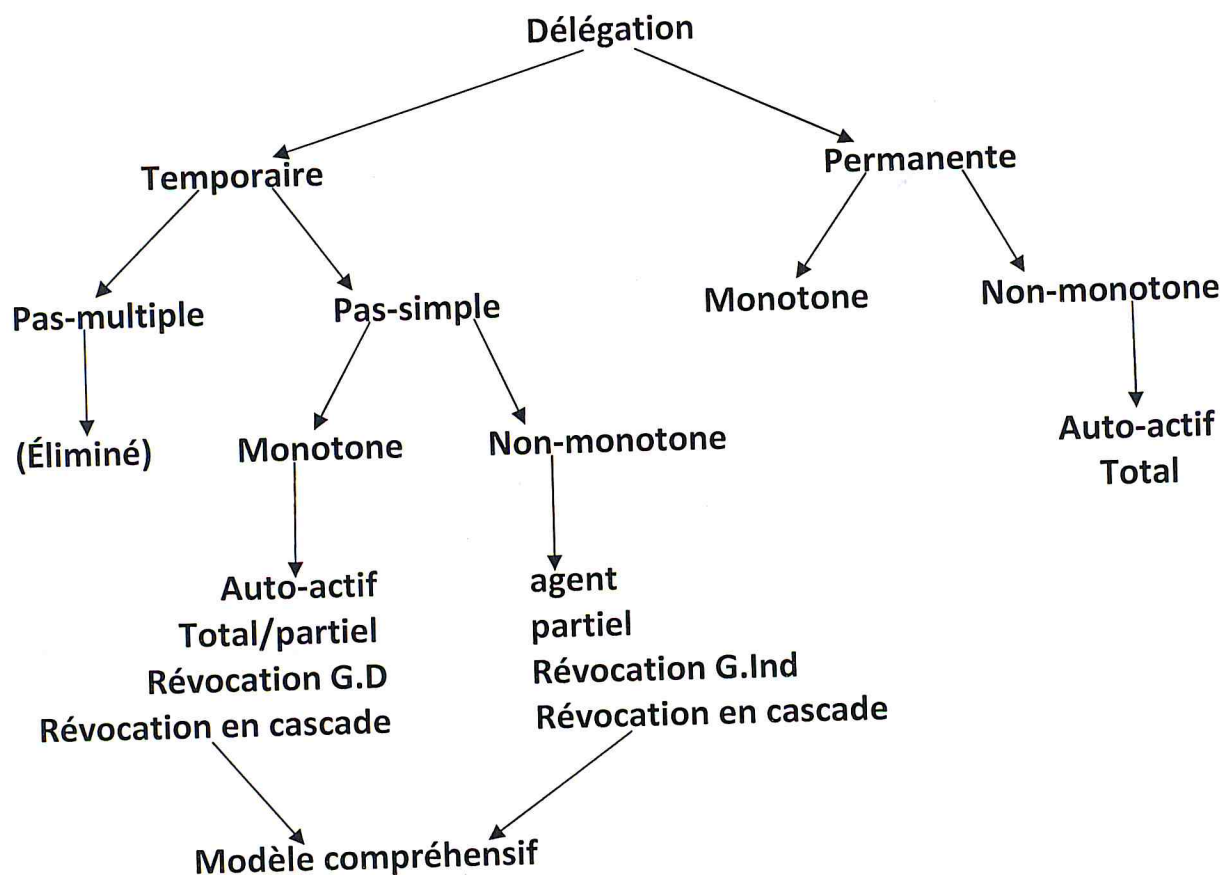 Délégation
Temporaire
Permanente
Pas-multiple
Pas-simple
Monotone
Non-monotone
(Éliminé)
Monotone
Non-monotone
Auto-actif
Total
Auto-actif
Total/partiel
Révocation G.D
Révocation en cascade
agent
partiel
Révocation G.Ind
Révocation en cascade
Modèle compréhensif